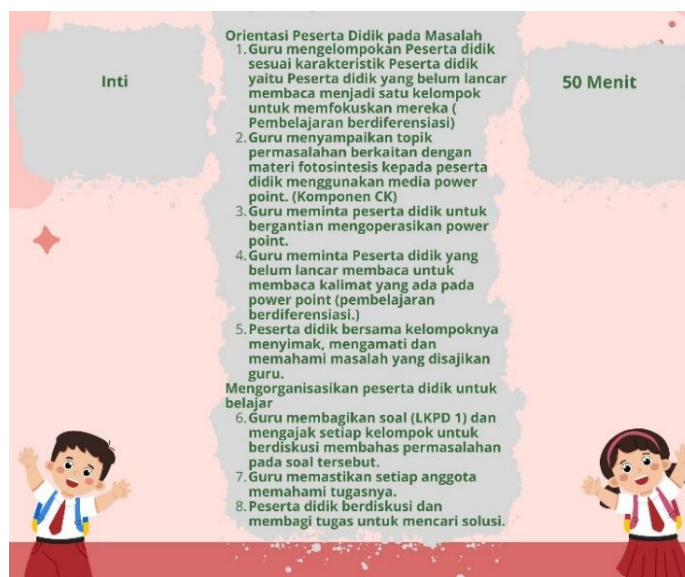 Inti
Orientasi Peserta Didik pada Masalah
1. Guru mengelompokan Peserta didik
sesuai karakteristik Peserta didik
yaitu Peserta didik yang belum lancar
membaca menjadi satu kelompok
untuk memfokuskan mereka (
Pembelajaran berdiferensiasi)
2. Guru menyampaikan topik
permasalahan berkaitan dengan
materi fotosintesis kepada peserta
didik menggunakan media power
point. (Komponen CK)
3. Guru meminta peserta didik untuk
bergantian mengoperasikan power
point.
4. Guru meminta Peserta didik yang
belum lancar membaca untuk
membaca kalimat yang ada pada
power point (pembelajaran
berdiferensiasi.)
5. Peserta didik bersama kelompoknya
menyimak, mengamati dan
memahami masalah yang disajikan
guru.
Mengorganisasikan peserta didik untuk
belajar
6. Guru membagikan soal (LKPD 1) dan
mengajak setiap kelompok untuk
berdiskusi membahas permasalahan
pada soal tersebut.
7. Guru memastikan setiap anggota
memahami tugasnya.
8. Peserta didik berdiskusi dan
membagi tugas untuk mencari solusi.
50 Menit